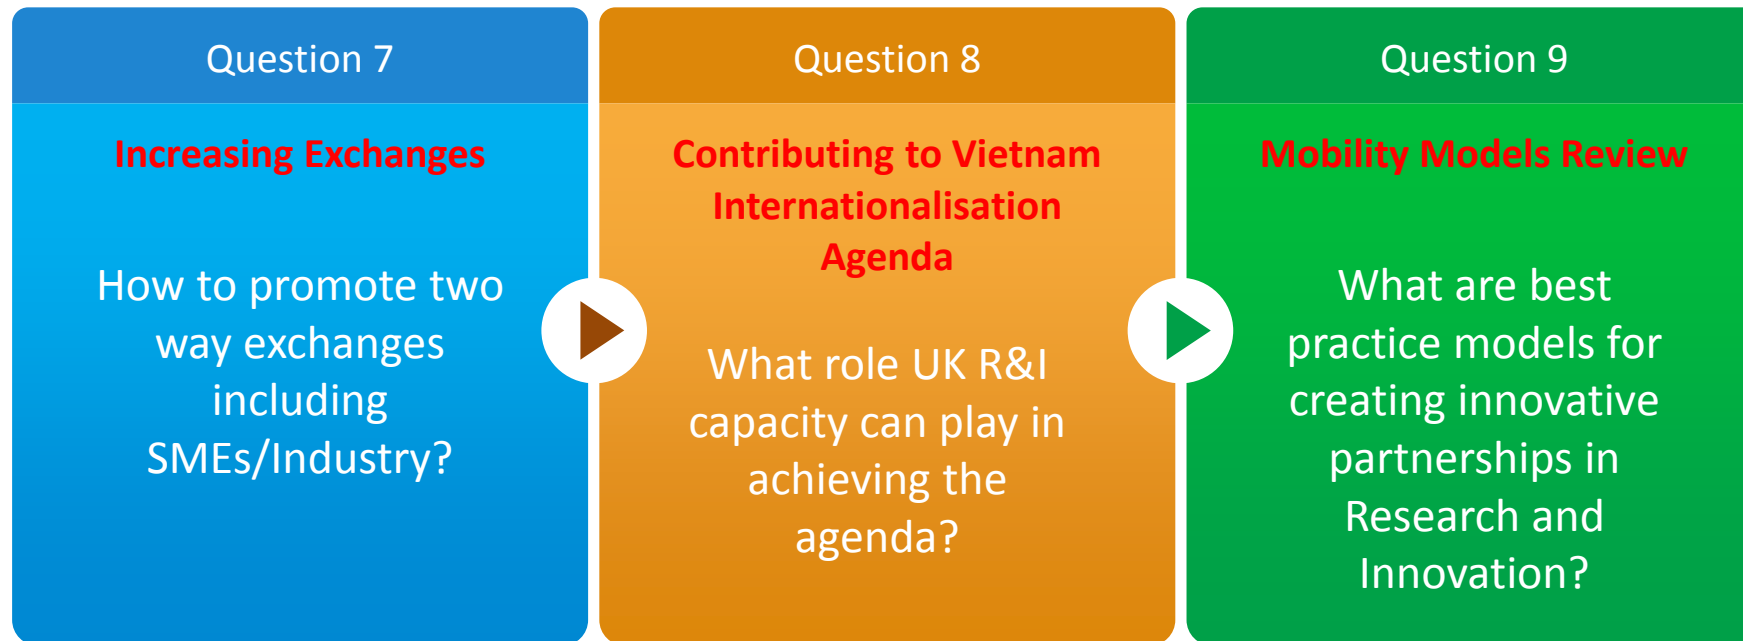 Question 7
Increasing Exchanges
How to promote two
way exchanges
including
SMEs/Industry?
Question 8
Contributing to Vietnam
Internationalisation
Agenda
What role UK R&I
capacity can play in
achieving the
agenda?
Question 9
Mobility Models Review
What are best
practice models for
creating innovative
partnerships in
Research and
Innovation?